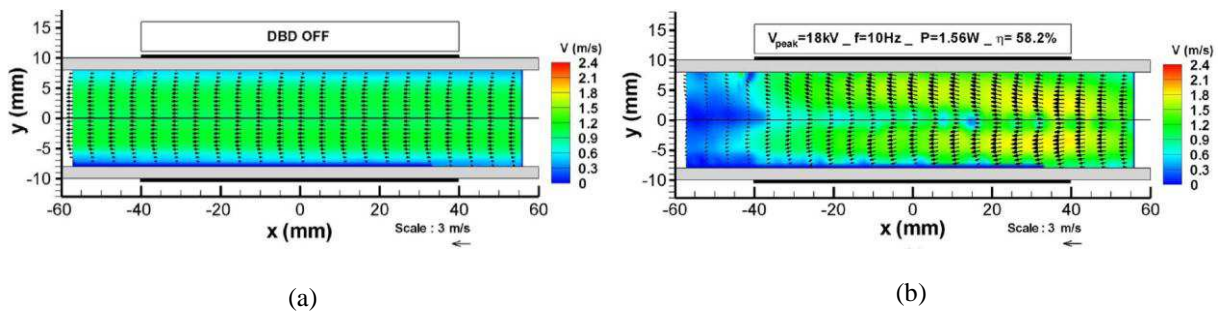 DBD OFF
15
10
5
0
-5
-10
y (mm)
V (m/s)
2.4
2.1
1.8
1.5
1.2
0.9
0.6
0.3
0
-60 -40 -20 0 20 40 60
x (mm)
Scale : 3 m/s
(a)
Vpeak=18kV _ f=10Hz _ P=1.56W _ η= 58.2%
15
10
5
0
-5
-10
y (mm)
V (m/s)
2.4
2.1
1.8
1.5
1.2
0.9
0.6
0.3
0
-60 -40 -20 0 20 40 60
x (mm)
Scale : 3 m/s
(b)